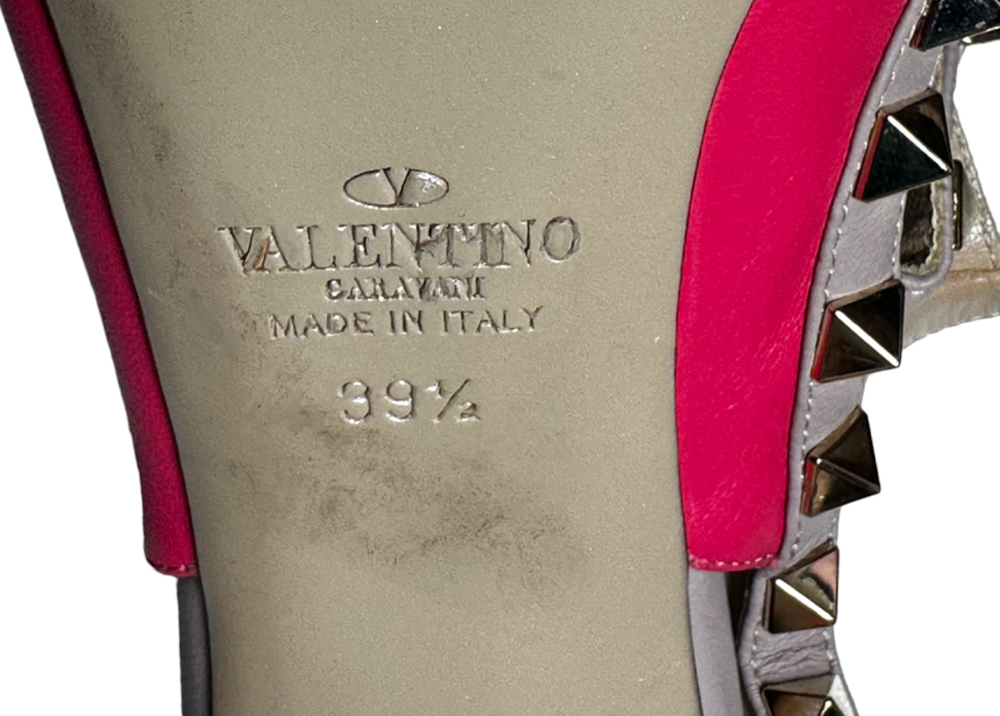 V
VALENTINO
GARAVANI
MADE IN ITALY
39½